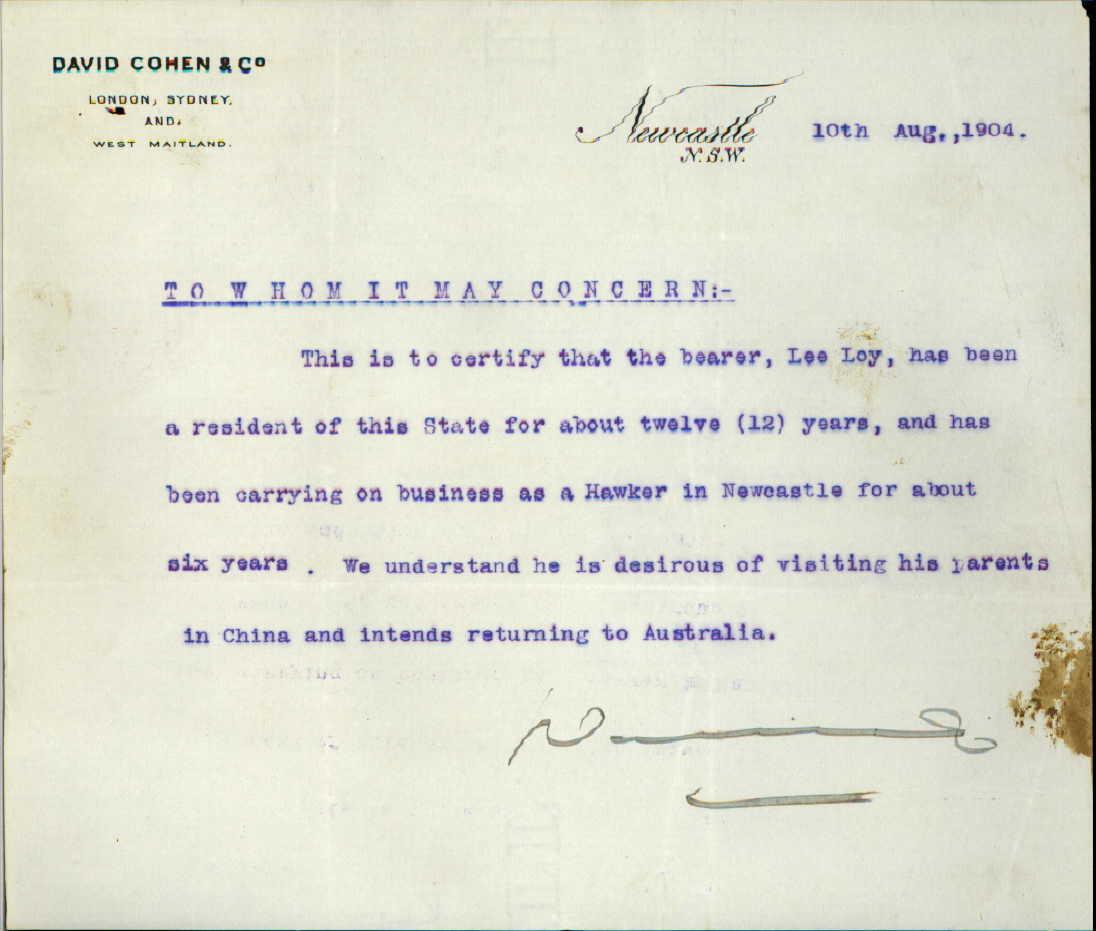 DAVID COHEN & Co
LONDON, SYDNEY,
AND
WEST MAITLAND.
Newcastle
N.S.W.
10th Aug.,1904.
TO WHOM IT MAY CONCERN:-
This is to certify that the bearer, Lee Loy, has been
a resident of this State for about twelve (12) years, and has
been carrying on business as a Hawker in Newcastle for about
six years . We understand he is desirous of visiting his parents
in China and intends returning to Australia.